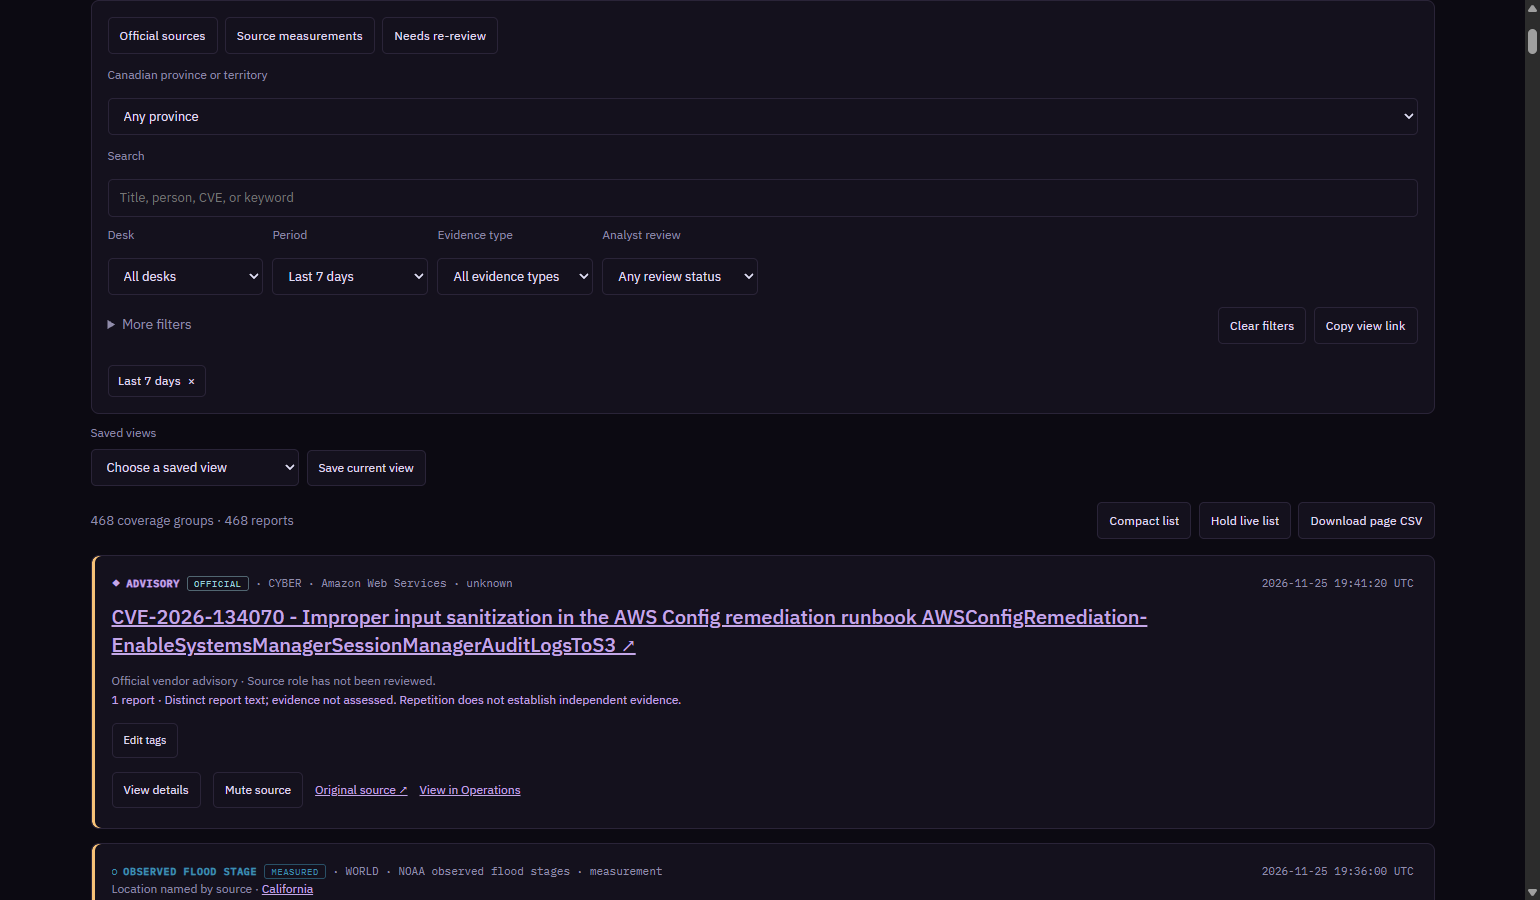 Official sources Source measurements Needs re-review
Canadian province or territory
Any province
Search
Title, person, CVE, or keyword
Desk Period Evidence type Analyst review
All desks Last 7 days All evidence types Any review status
▶ More filters Clear filters Copy view link
Last 7 days ×
Saved views
Choose a saved view Save current view
468 coverage groups · 468 reports Compact list Hold live list Download page CSV
◆ ADVISORY OFFICIAL · CYBER · Amazon Web Services · unknown 2026-11-25 19:41:20 UTC
CVE-2026-134070 - Improper input sanitization in the AWS Config remediation runbook AWSConfigRemediation-
EnableSystemsManagerSessionManagerAuditLogsToS3 ↗
Official vendor advisory · Source role has not been reviewed.
1 report · Distinct report text; evidence not assessed. Repetition does not establish independent evidence.
Edit tags
View details Mute source Original source ↗ View in Operations
○ OBSERVED FLOOD STAGE MEASURED · WORLD · NOAA observed flood stages · measurement 2026-11-25 19:36:00 UTC
Location named by source · California